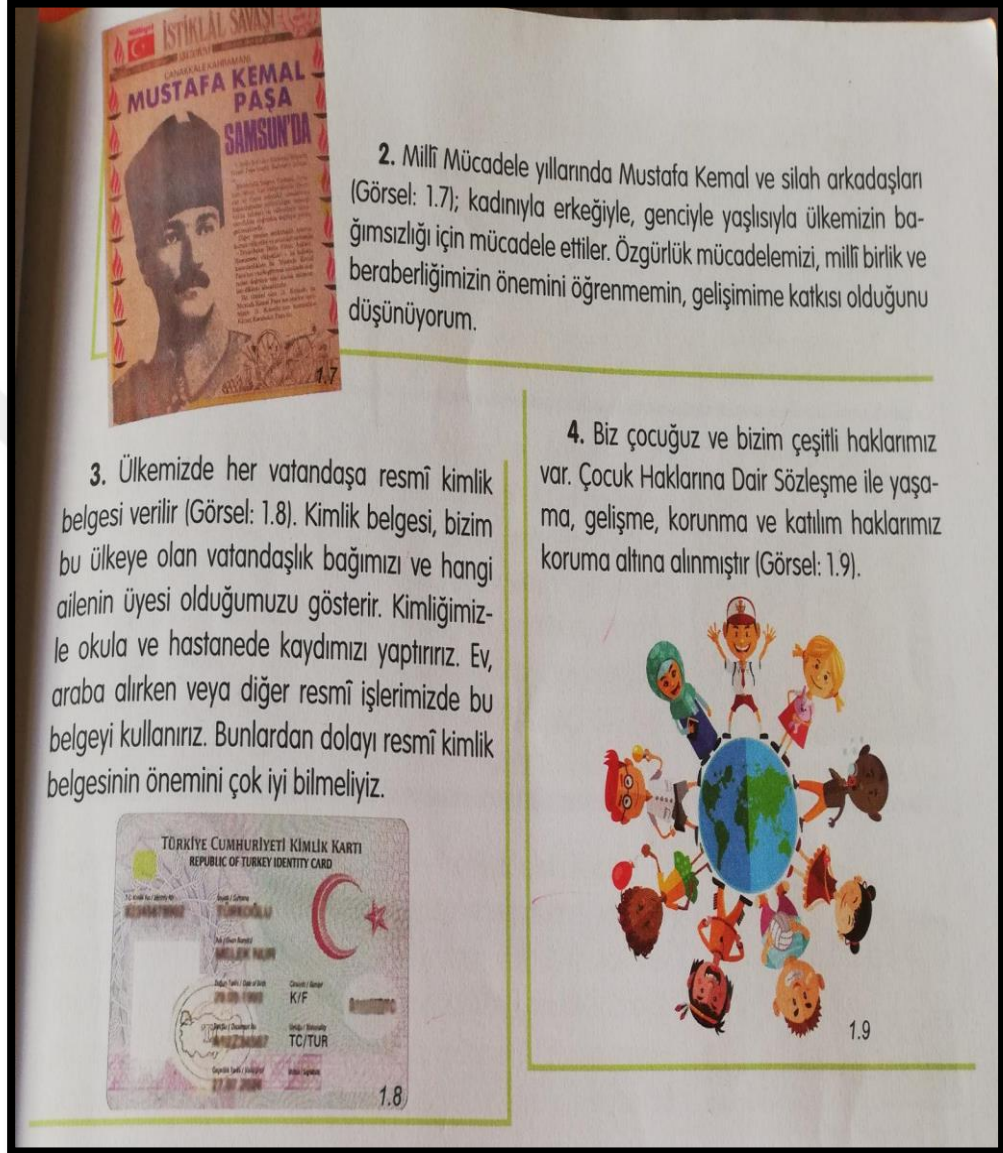 İSTİKLÂL SAVAŞI
ÇANAKKALE KAHRAMANI
MUSTAFA KEMAL
PAŞA
SAMSUN'DA
1.7
2. Millî Mücadele yıllarında Mustafa Kemal ve silah arkadaşları
(Görsel: 1.7); kadınıyla erkeğiyle, genciyle yaşlısıyla ülkemizin ba-
ğımsızlığı için mücadele ettiler. Özgürlük mücadelemizi, millî birlik ve
beraberliğimizin önemini öğrenmemin, gelişimime katkısı olduğunu
düşünüyorum.
3. Ülkemizde her vatandaşa resmî kimlik
belgesi verilir (Görsel: 1.8). Kimlik belgesi, bizim
bu ülkeye olan vatandaşlık bağımızı ve hangi
ailenin üyesi olduğumuzu gösterir. Kimliğimiz-
le okula ve hastanede kaydımızı yaptırırız. Ev,
araba alırken veya diğer resmî işlerimizde bu
belgeyi kullanırız. Bunlardan dolayı resmî kimlik
belgesinin önemini çok iyi bilmeliyiz.
TÜRKİYE CUMHURİYETİ KİMLİK KARTI
REPUBLIC OF TURKEY IDENTITY CARD
K/F
TC/TUR
1.8
4. Biz çocuğuz ve bizim çeşitli haklarımız
var. Çocuk Haklarına Dair Sözleşme ile yaşa-
ma, gelişme, korunma ve katılım haklarımız
koruma altına alınmıştır (Görsel: 1.9).
1.9